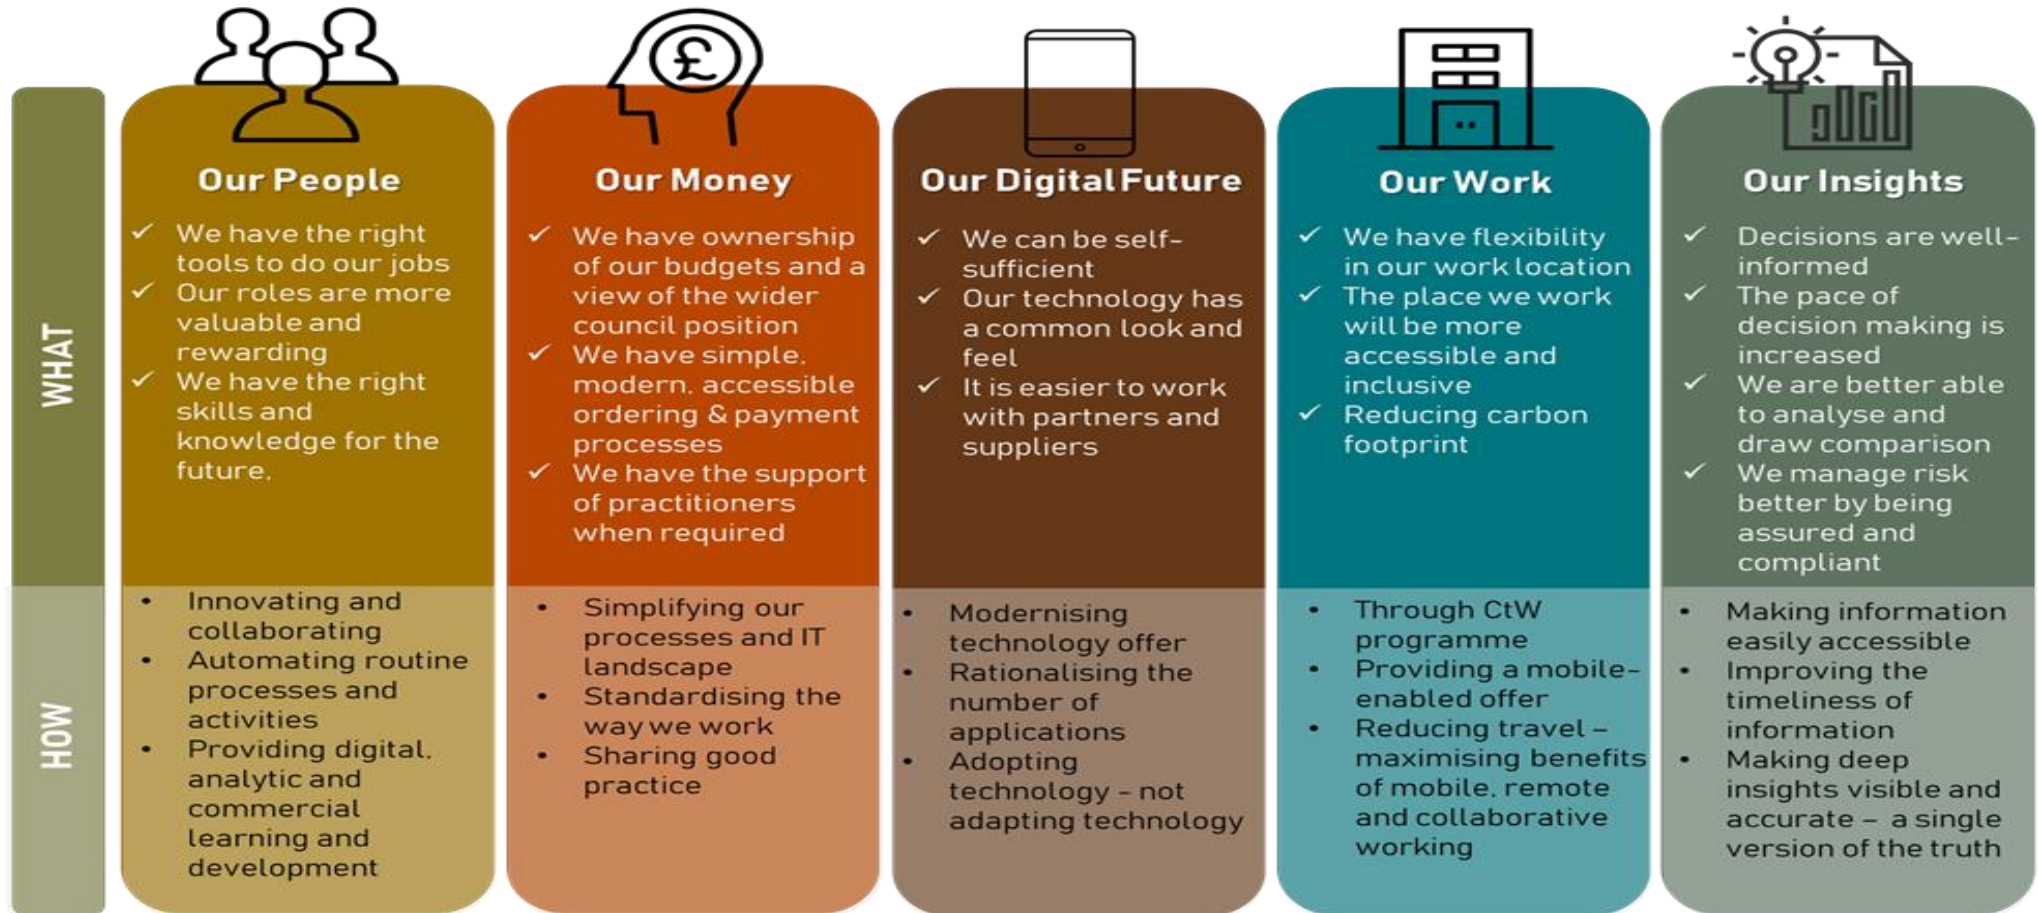 £
WHAT
Our People
✓ We have the right
tools to do our jobs
✓ Our roles are more
valuable and
rewarding
✓ We have the right
skills and
knowledge for the
future.
Our Money
✓ We have ownership
of our budgets and a
view of the wider
council position
✓ We have simple,
modern, accessible
ordering & payment
processes
✓ We have the support
of practitioners
when required
Our Digital Future
✓ We can be self-
sufficient
✓ Our technology has
a common look and
feel
✓ It is easier to work
with partners and
suppliers
Our Work
✓ We have flexibility
in our work location
✓ The place we work
will be more
accessible and
inclusive
✓ Reducing carbon
footprint
Our Insights
✓ Decisions are well-
informed
✓ The pace of
decision making is
increased
✓ We are better able
to analyse and
draw comparison
✓ We manage risk
better by being
assured and
compliant
HOW
• Innovating and
collaborating
• Automating routine
processes and
activities
• Providing digital,
analytic and
commercial
learning and
development
• Simplifying our
processes and IT
landscape
• Standardising the
way we work
• Sharing good
practice
• Modernising
technology offer
• Rationalising the
number of
applications
• Adopting
technology - not
adapting technology
• Through CtW
programme
• Providing a mobile-
enabled offer
• Reducing travel –
maximising benefits
of mobile, remote
and collaborative
working
• Making information
easily accessible
• Improving the
timeliness of
information
• Making deep
insights visible and
accurate – a single
version of the truth